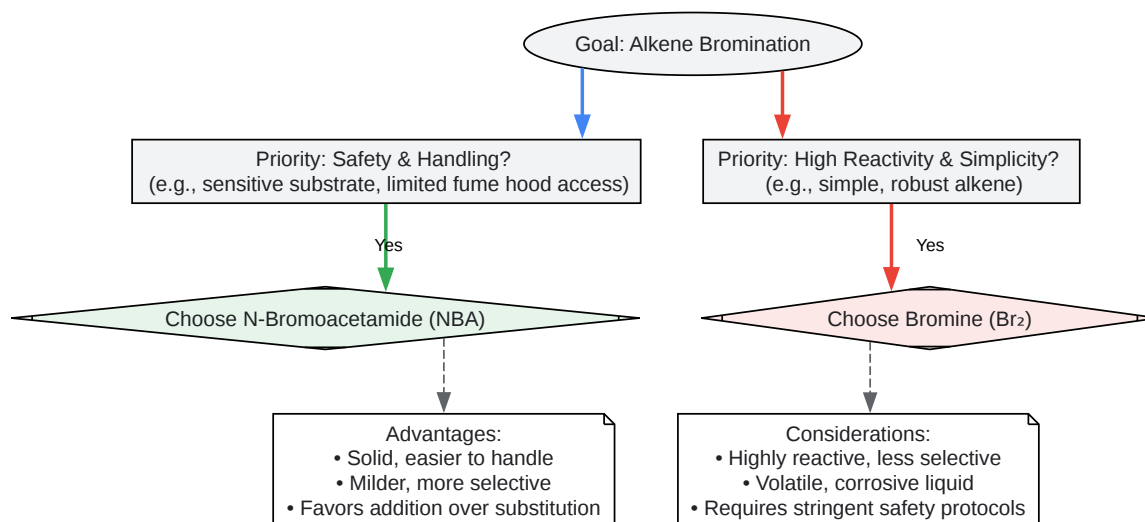 Goal: Alkene Bromination
Priority: Safety & Handling?
(e.g., sensitive substrate, limited fume hood access)
Priority: High Reactivity & Simplicity?
(e.g., simple, robust alkene)
Yes
Yes
Choose N-Bromoacetamide (NBA)
Choose Bromine (Br₂)
Advantages:
• Solid, easier to handle
• Milder, more selective
• Favors addition over substitution
Considerations:
• Highly reactive, less selective
• Volatile, corrosive liquid
• Requires stringent safety protocols